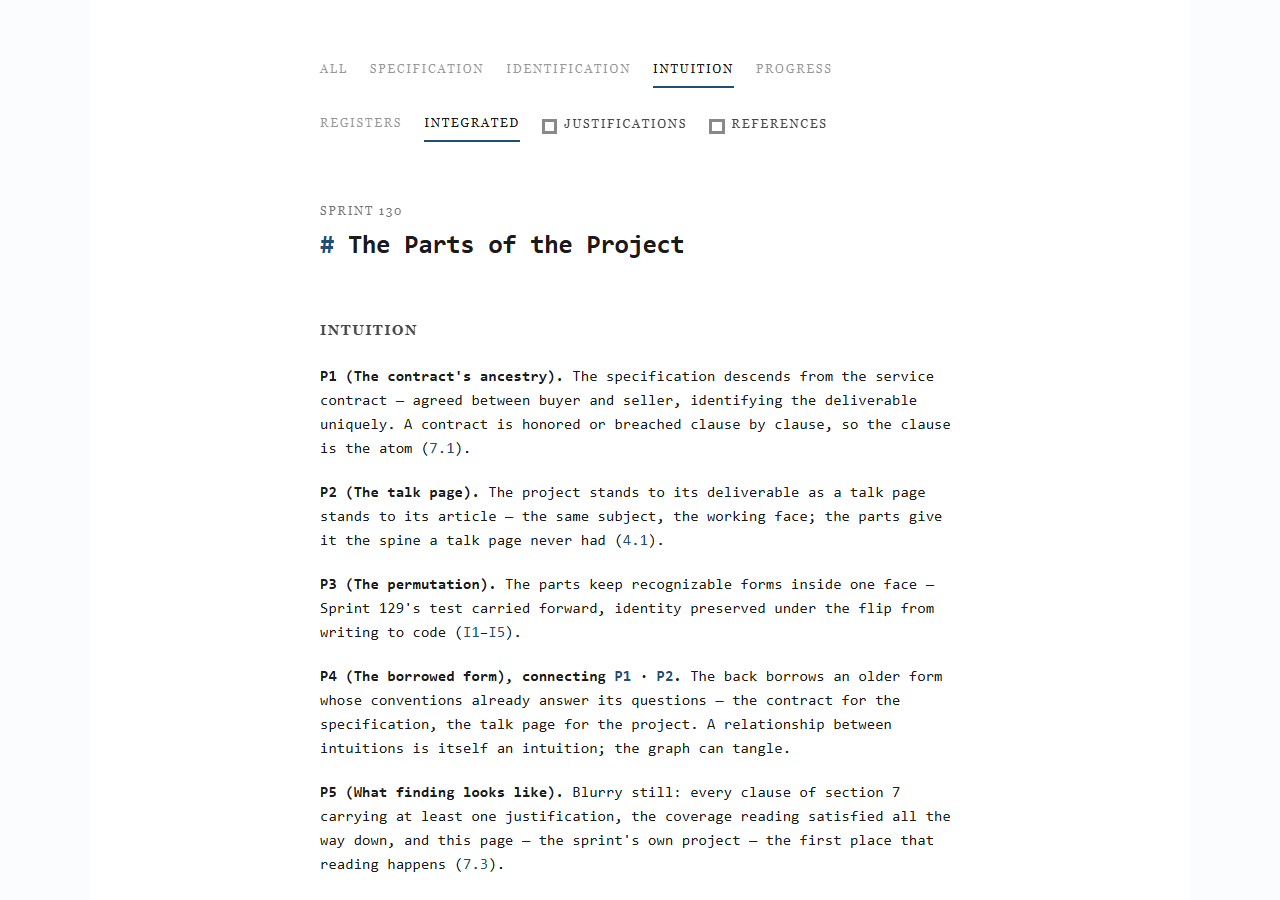 ALL SPECIFICATION IDENTIFICATION INTUITION PROGRESS
REGISTERS INTEGRATED JUSTIFICATIONS REFERENCES
SPRINT 130
# The Parts of the Project
INTUITION
P1 (The contract's ancestry). The specification descends from the service
contract — agreed between buyer and seller, identifying the deliverable
uniquely. A contract is honored or breached clause by clause, so the clause
is the atom (7.1).
P2 (The talk page). The project stands to its deliverable as a talk page
stands to its article — the same subject, the working face; the parts give
it the spine a talk page never had (4.1).
P3 (The permutation). The parts keep recognizable forms inside one face —
Sprint 129's test carried forward, identity preserved under the flip from
writing to code (I1–I5).
P4 (The borrowed form), connecting P1 · P2. The back borrows an older form
whose conventions already answer its questions — the contract for the
specification, the talk page for the project. A relationship between
intuitions is itself an intuition; the graph can tangle.
P5 (What finding looks like). Blurry still: every clause of section 7
carrying at least one justification, the coverage reading satisfied all the
way down, and this page — the sprint's own project — the first place that
reading happens (7.3).